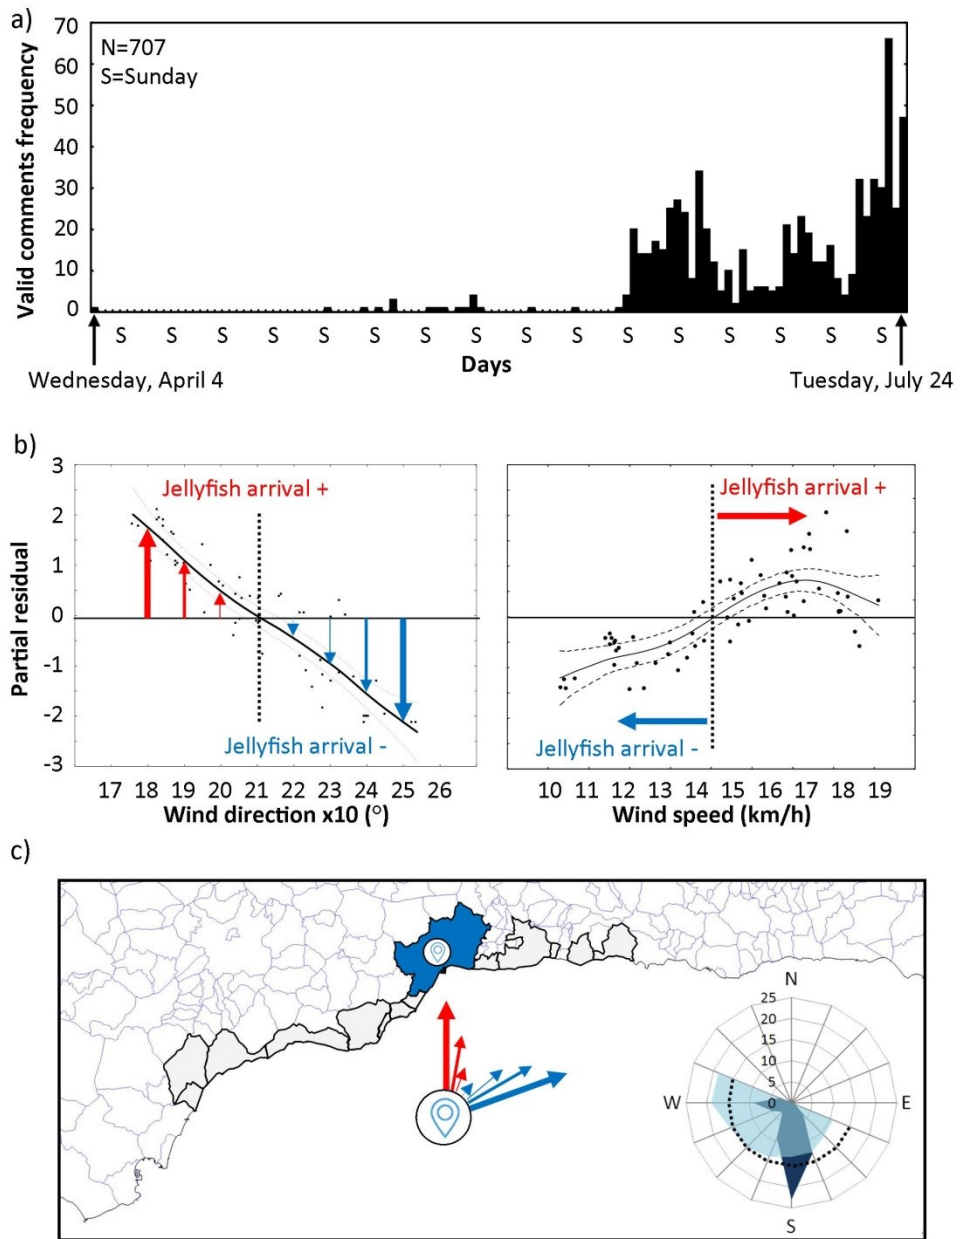 a)
70
60
50
40
30
20
10
0
Valid comments frequency
N=707
S=Sunday
S S S S S S S S S S S S S S S S
Days
Wednesday, April 4
Tuesday, July 24
b)
3
2
1
0
-1
-2
-3
Partial residual
Jellyfish arrival +
Jellyfish arrival -
17 18 19 20 21 22 23 24 25 26
Wind direction x10 (°)
Jellyfish arrival +
Jellyfish arrival -
10 11 12 13 14 15 16 17 18 19
Wind speed (km/h)
c)
N
25
20
15
10
5
0
W
E
S